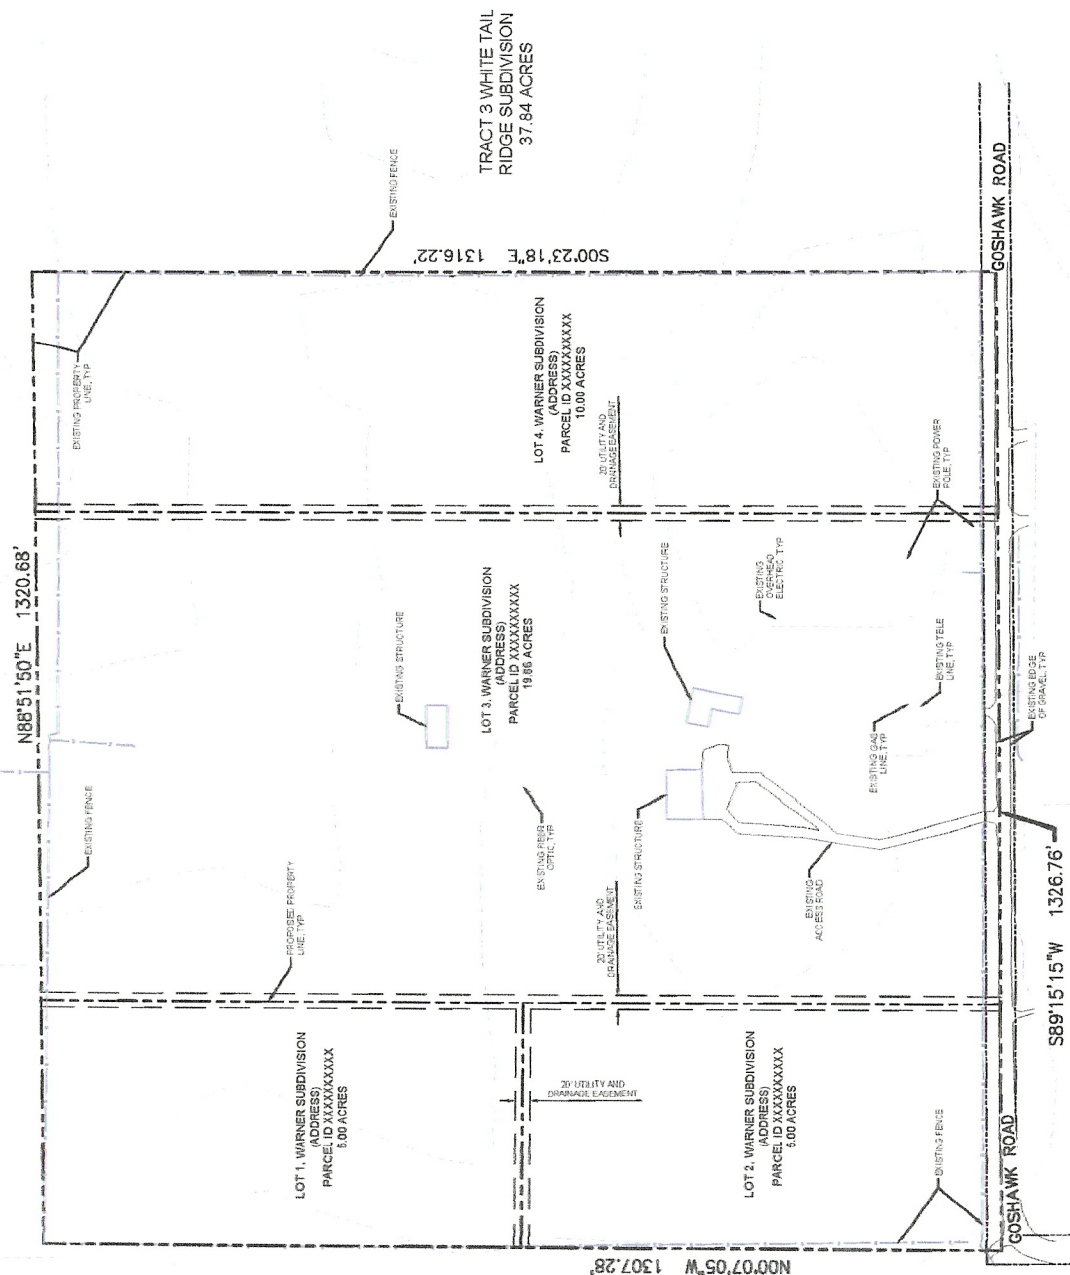 TRACT 3 WHITE TAIL
RIDGE SUBDIVISION
37.84 ACRES
EXISTING FENCE
S00°23'18"E 1316.22'
EXISTING PROPERTY
LINE, TYP
LOT 4, WARNER SUBDIVISION
(ADDRESS)
PARCEL ID XXXXXXXXXX
10.00 ACRES
20' UTILITY AND
DRAINAGE EASEMENT
EXISTING POWER
POLE, TYP
GOSHAWK ROAD
N88°51'50"E 1320.68'
EXISTING STRUCTURE
LOT 3, WARNER SUBDIVISION
(ADDRESS)
PARCEL ID XXXXXXXXXX
19.86 ACRES
EXISTING STRUCTURE
EXISTING
OVERHEAD
ELECTRIC, TYP
EXISTING TELE
LINE, TYP
EXISTING EDGE
OF GRAVEL, TYP
EXISTING GAS
LINE, TYP
EXISTING FENCE
EXISTING FIBER
OPTIC, TYP
EXISTING STRUCTURE
EXISTING
ACCESS ROAD
PROPOSED PROPERTY
LINE, TYP
20' UTILITY AND
DRAINAGE EASEMENT
S89°15'15"W 1326.76'
LOT 1, WARNER SUBDIVISION
(ADDRESS)
PARCEL ID XXXXXXXXXX
5.00 ACRES
20' UTILITY AND
DRAINAGE EASEMENT
LOT 2, WARNER SUBDIVISION
(ADDRESS)
PARCEL ID XXXXXXXXXX
5.00 ACRES
EXISTING FENCE
GOSHAWK ROAD
N00°07'05"W 1307.28'